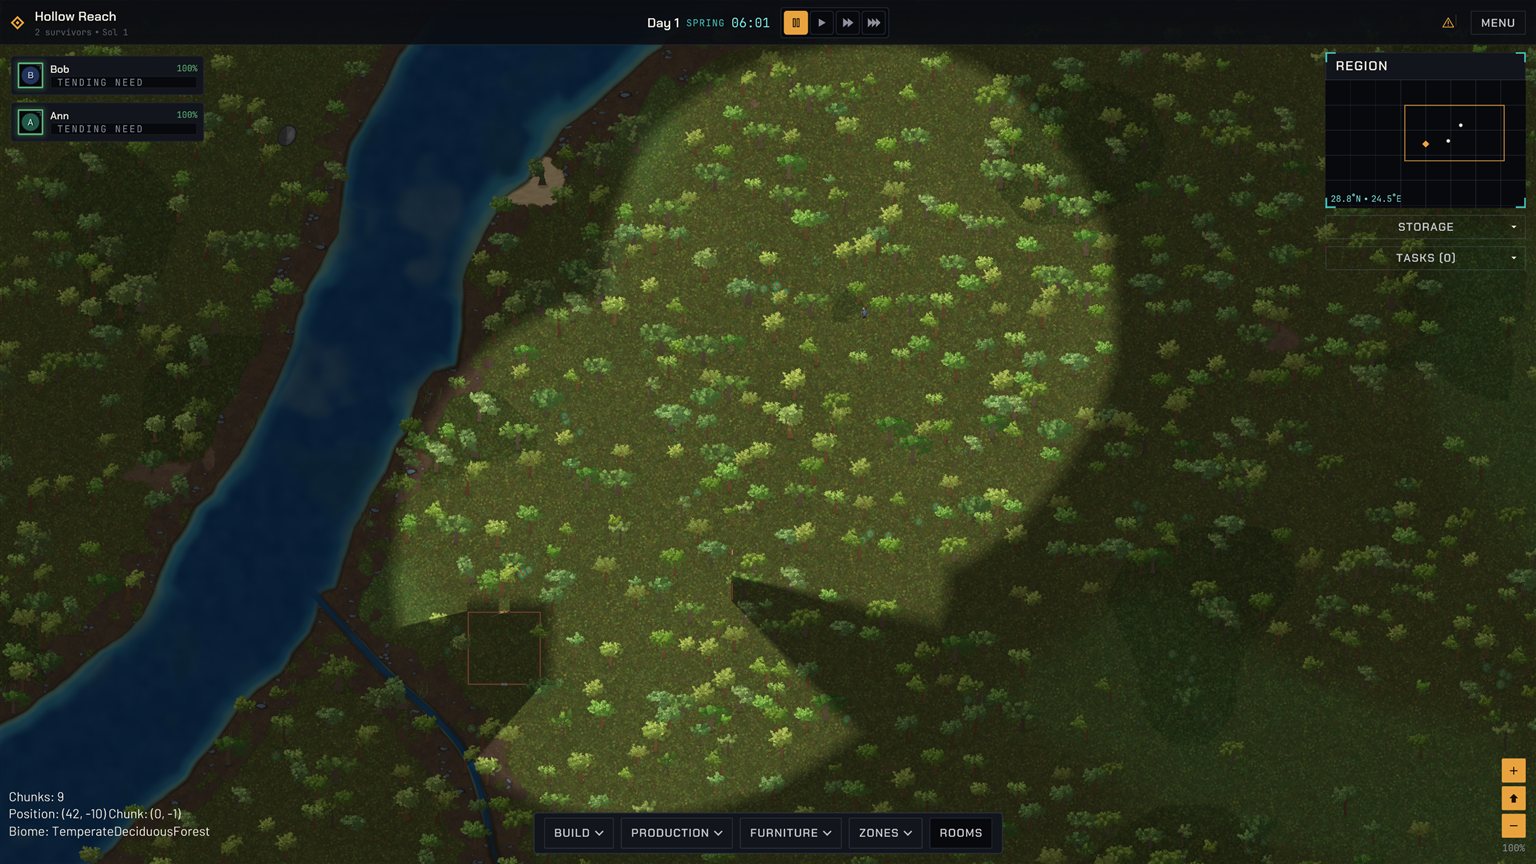 Hollow Reach
2 survivors • Sol 1
Day 1 SPRING 06:01
MENU
B
Bob
100%
TENDING NEED
A
Ann
100%
TENDING NEED
REGION
28.8°N • 24.5°E
STORAGE
TASKS (0)
Chunks: 9
Position: (42, -10) Chunk: (0, -1)
Biome: TemperateDeciduousForest
BUILD
PRODUCTION
FURNITURE
ZONES
ROOMS
+
−
100%